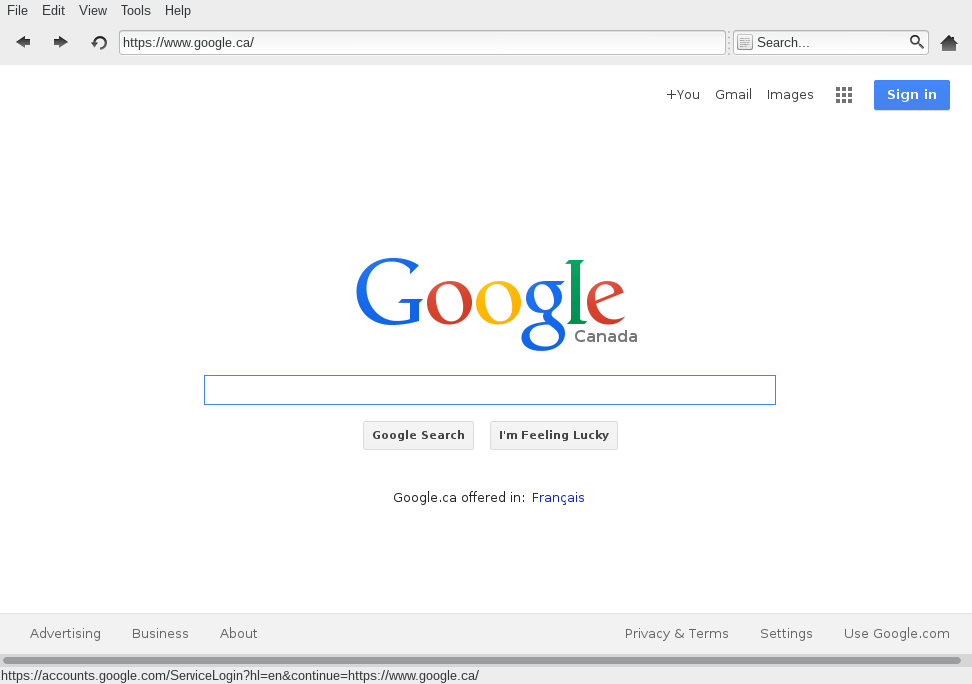 File Edit View Tools Help
https://www.google.ca/ Search...
+You Gmail Images Sign in
Google
Canada
Google Search I'm Feeling Lucky
Google.ca offered in: Français
Advertising Business About Privacy & Terms Settings Use Google.com
https://accounts.google.com/ServiceLogin?hl=en&continue=https://www.google.ca/